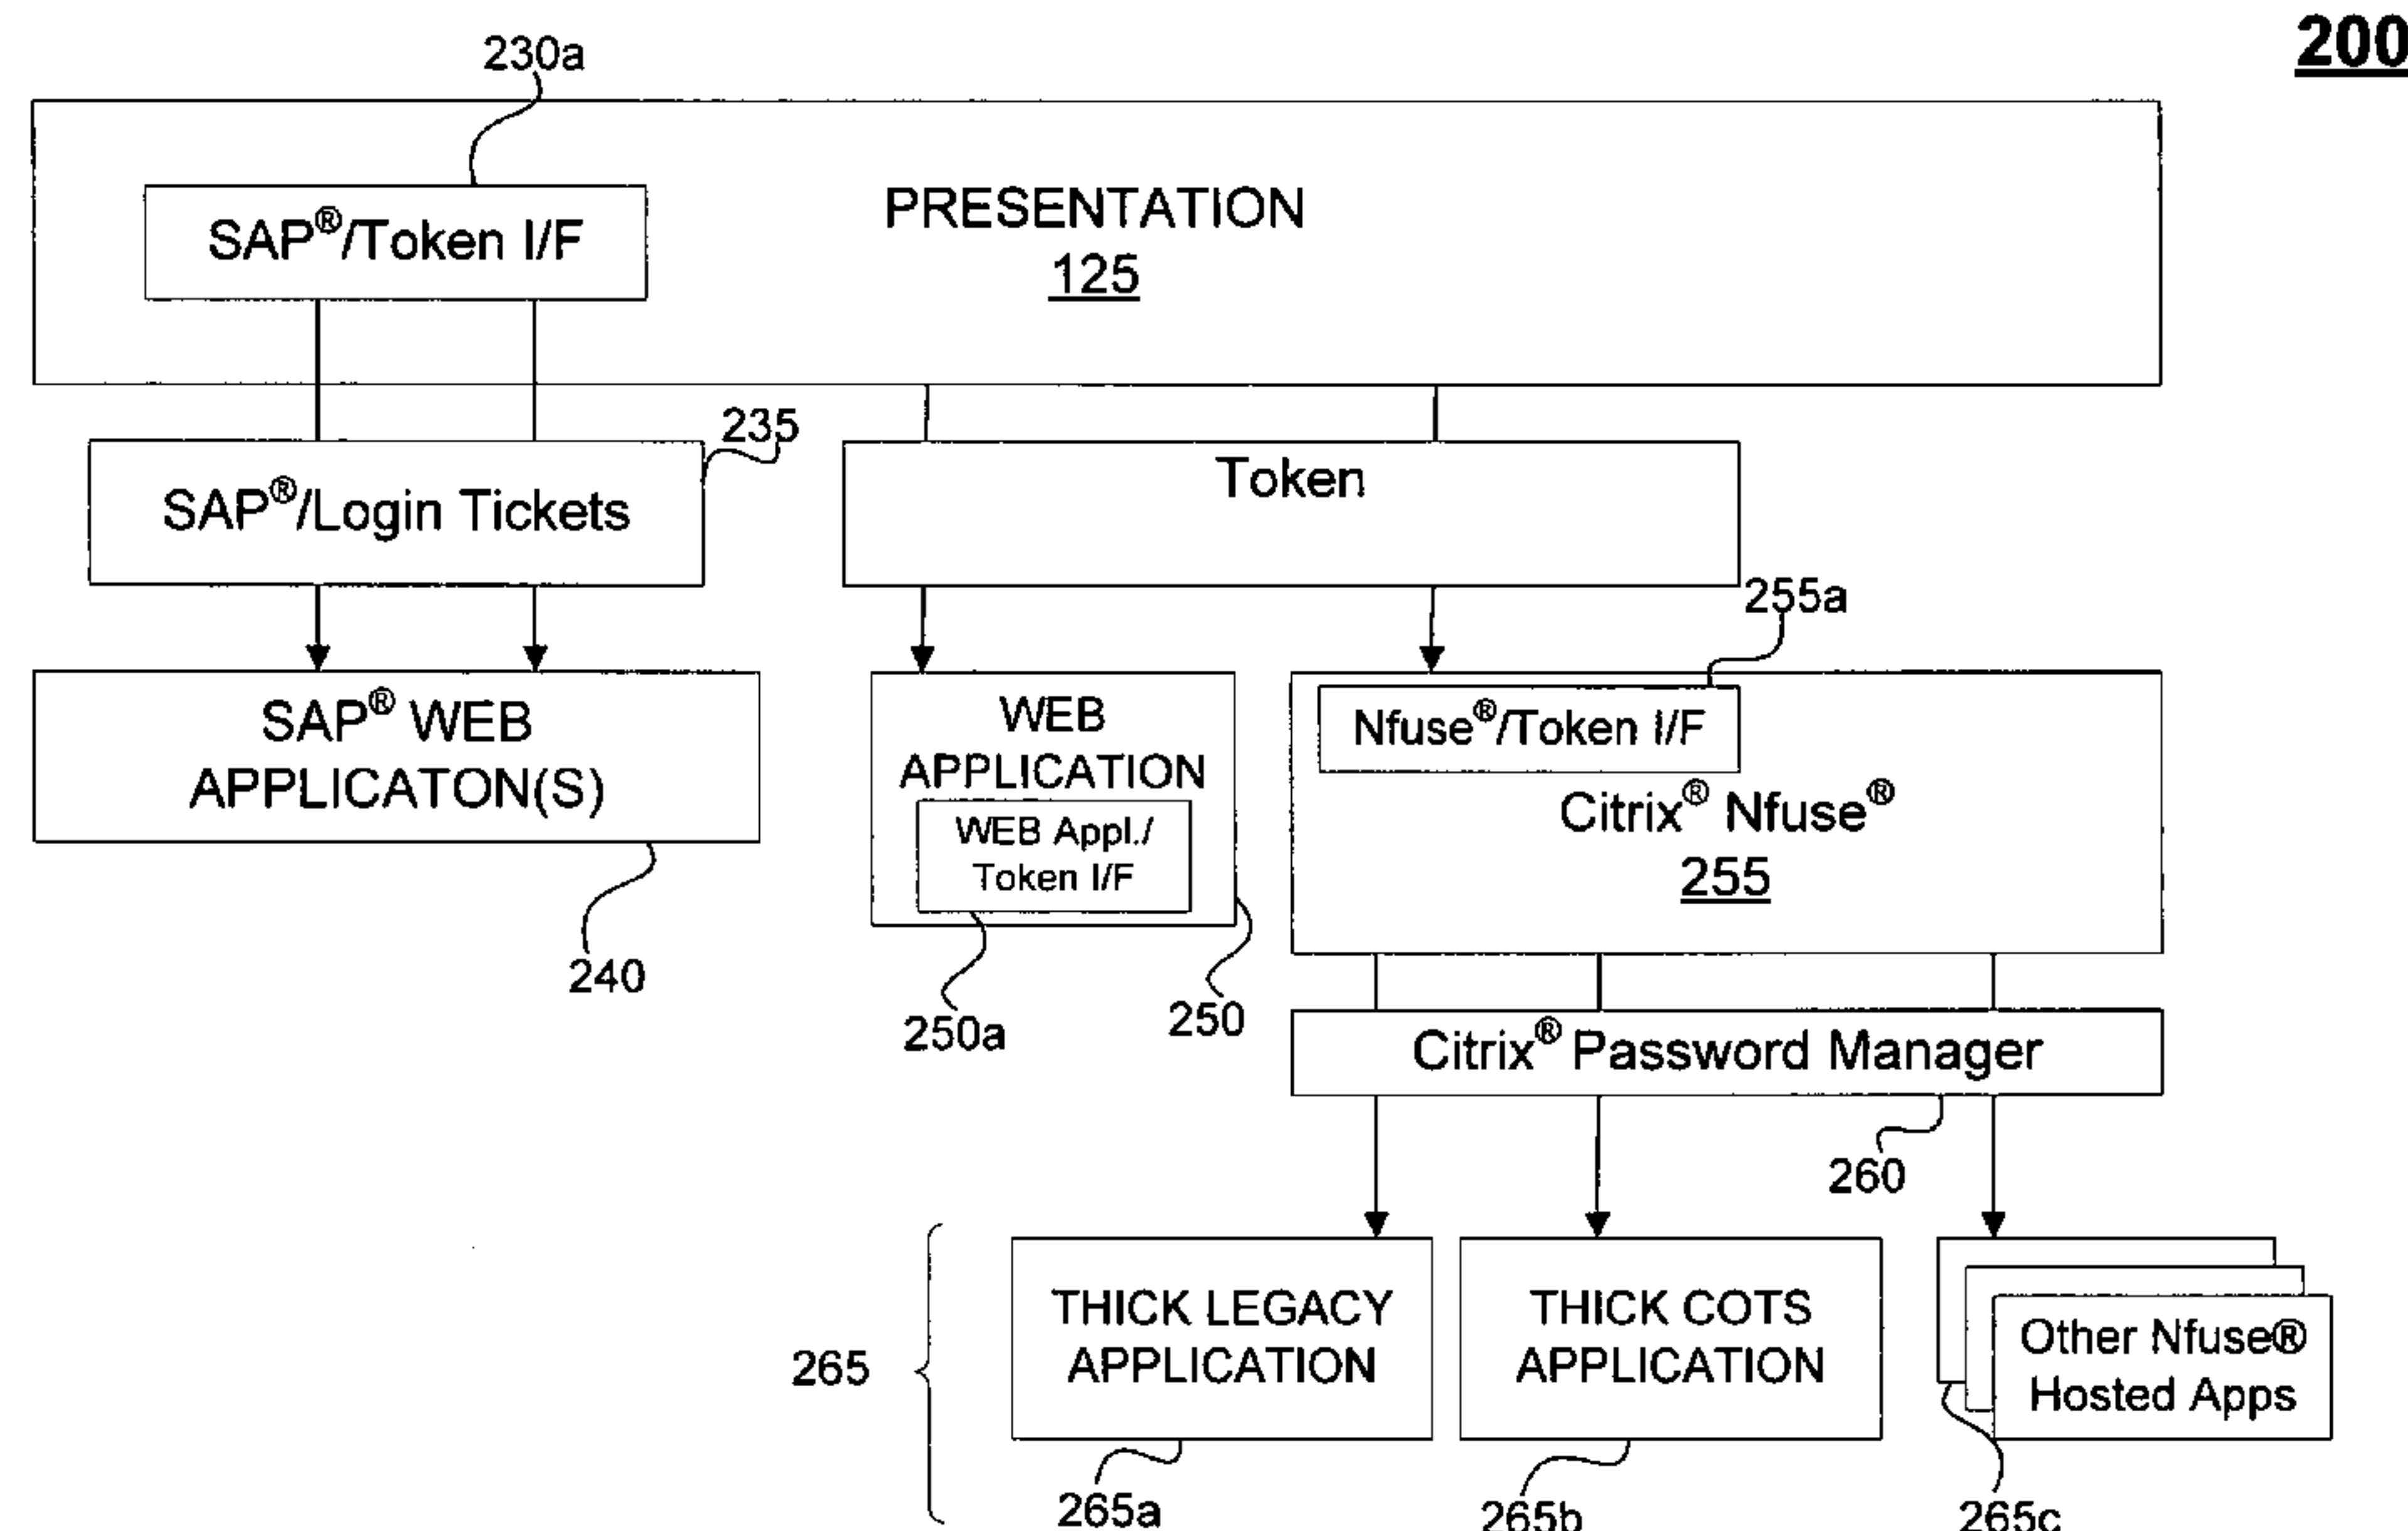 200
230a
SAP®/Token I/F
PRESENTATION
125
235
SAP®/Login Tickets
Token
255a
SAP® WEB
APPLICATON(S)
240
WEB
APPLICATION
WEB Appl./
Token I/F
250a
250
Nfuse®/Token I/F
Citrix® Nfuse®
255
Citrix® Password Manager
260
265
THICK LEGACY
APPLICATION
265a
THICK COTS
APPLICATION
265b
Other Nfuse®
Hosted Apps
265c